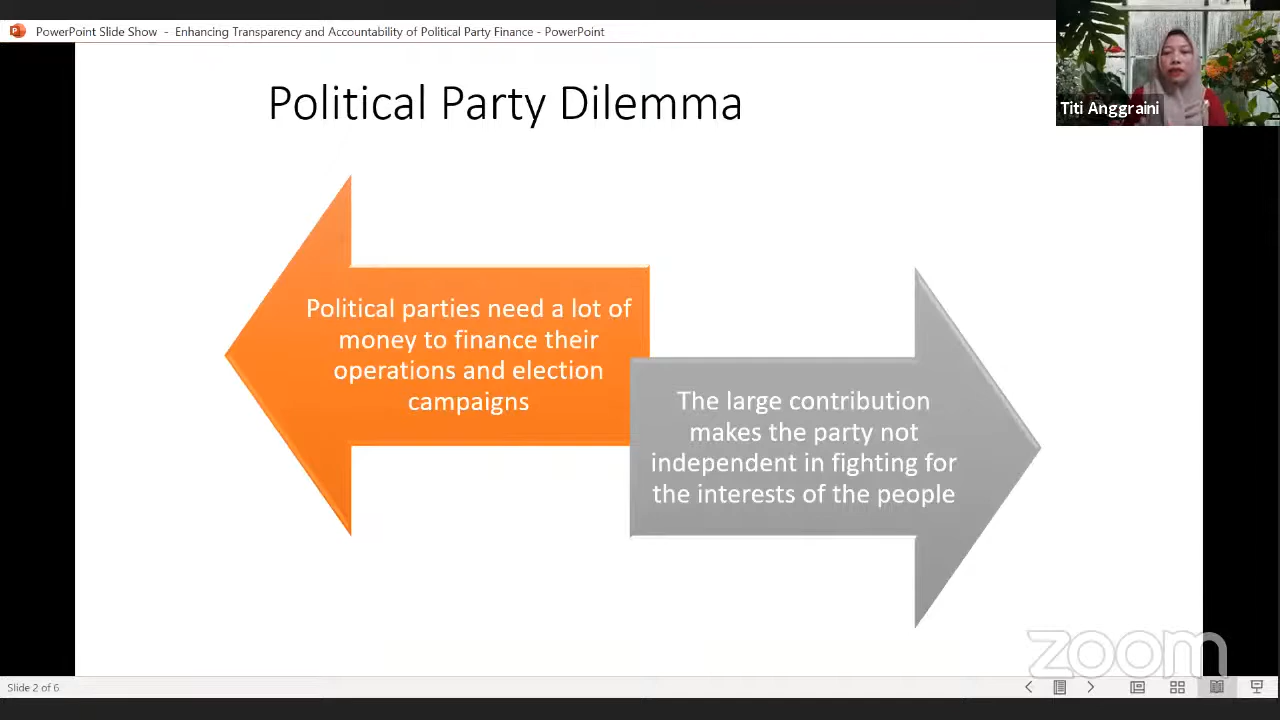 PowerPoint Slide Show - Enhancing Transparency and Accountability of Political Party Finance - PowerPoint
Titi Anggraini
Political Party Dilemma
Political parties need a lot of
money to finance their
operations and election
campaigns
The large contribution
makes the party not
independent in fighting for
the interests of the people
zoom
Slide 2 of 6